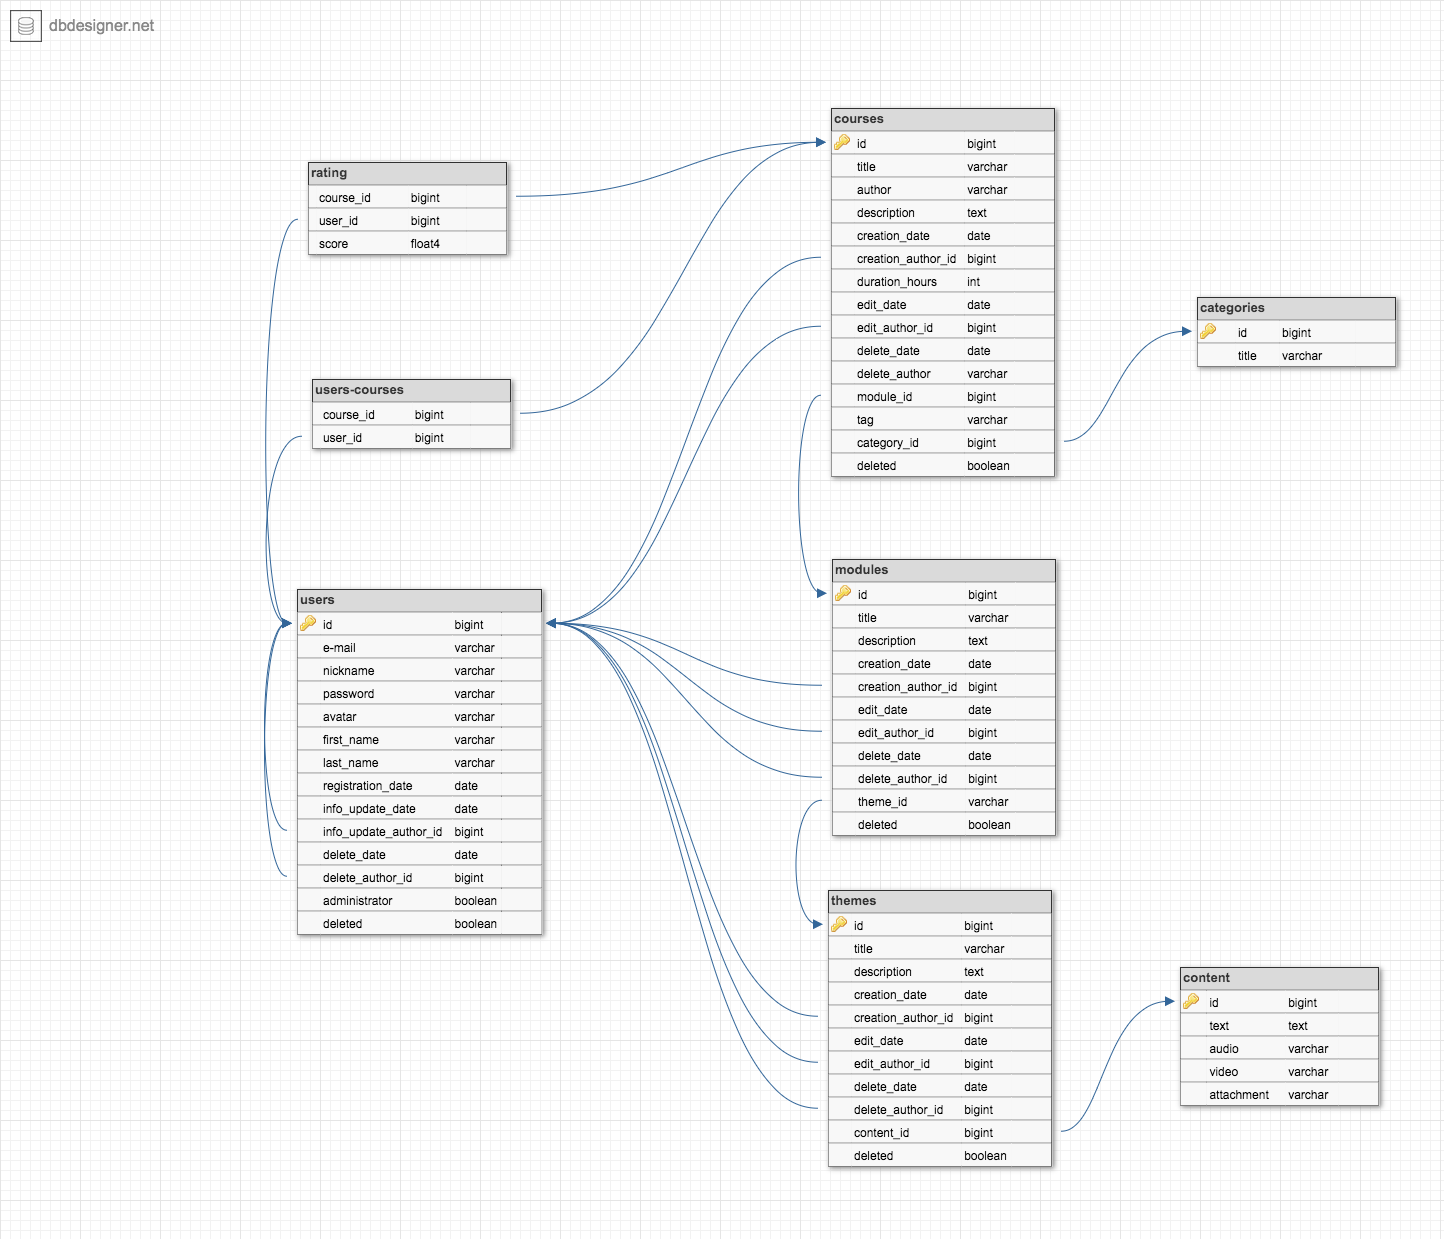 dbdesigner.net
rating
course_id bigint
user_id bigint
score float4
users-courses
course_id bigint
user_id bigint
users
id bigint
e-mail varchar
nickname varchar
password varchar
avatar varchar
first_name varchar
last_name varchar
registration_date date
info_update_date date
info_update_author_id bigint
delete_date date
delete_author_id bigint
administrator boolean
deleted boolean
courses
id bigint
title varchar
author varchar
description text
creation_date date
creation_author_id bigint
duration_hours int
edit_date date
edit_author_id bigint
delete_date date
delete_author varchar
module_id bigint
tag varchar
category_id bigint
deleted boolean
modules
id bigint
title varchar
description text
creation_date date
creation_author_id bigint
edit_date date
edit_author_id bigint
delete_date date
delete_author_id bigint
theme_id varchar
deleted boolean
themes
id bigint
title varchar
description text
creation_date date
creation_author_id bigint
edit_date date
edit_author_id bigint
delete_date date
delete_author_id bigint
content_id bigint
deleted boolean
categories
id bigint
title varchar
content
id bigint
text text
audio varchar
video varchar
attachment varchar